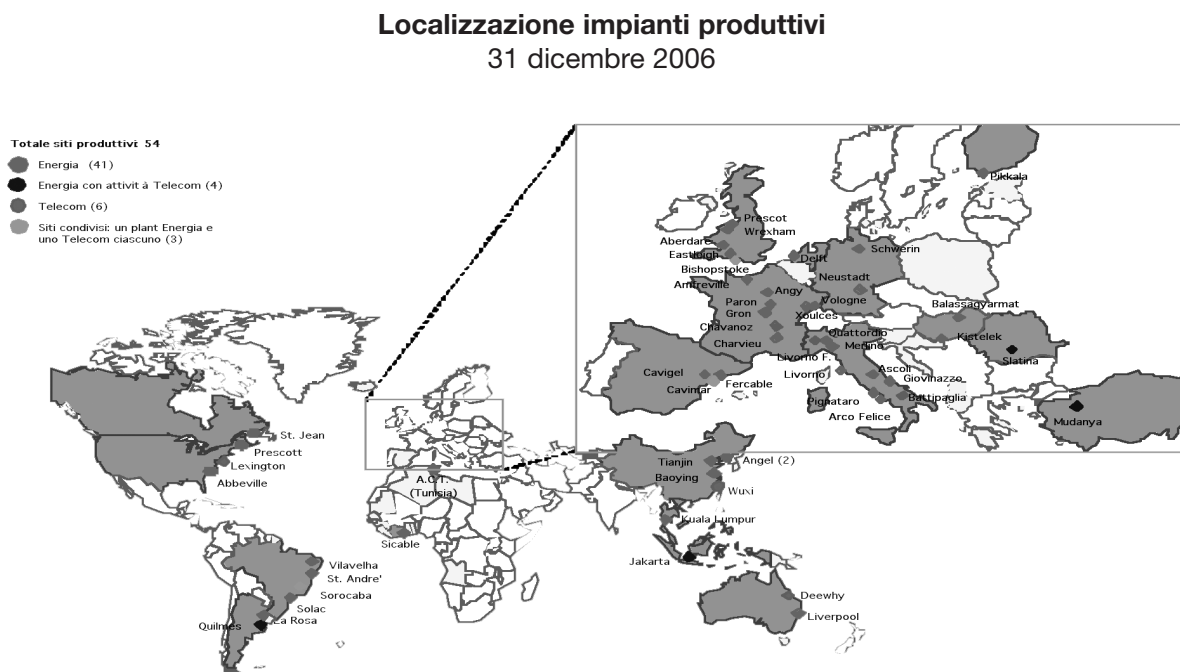 Localizzazione impianti produttivi
31 dicembre 2006
Totale siti produttivi: 54
Energia (41)
Energia con attività Telecom (4)
Telecom (6)
Siti condivisi: un plant Energia e
uno Telecom ciascuno (3)
Pikkala
Prescot
Wrexham
Aberdare
Eastleigh
Bishopstoke
Delft
Schwerin
Neustadt
Amfreville
Angy
Vologne
Paron
Gron
Xoulces
Balassagyarmat
Chavanoz
Charvieu
Quattordio
Merlino
Kistelek
Slatina
Livorno F.
Livorno
Ascoli
Giovinazzo
Cavigel
Cavimar
Fercable
Pignataro
Battipaglia
Arco Felice
Mudanya
St. Jean
Prescott
Lexington
Abbeville
A.C.T.
(Tunisia)
Sicable
Tianjin
Angel (2)
Baoying
Wuxi
Kuala Lumpur
Jakarta
Vilavelha
St. Andre'
Sorocaba
Solac
La Rosa
Quilmes
Deewhy
Liverpool